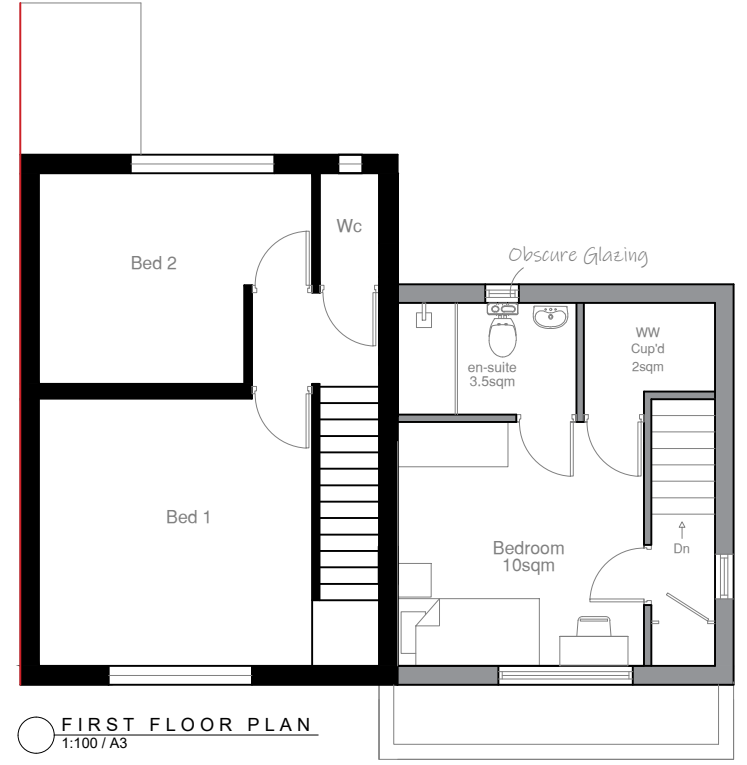 Wc
Bed 2
Obscure Glazing
WW
Cup'd
2sqm
en-suite
3.5sqm
Bed 1
Bedroom
10sqm
Dn
FIRST FLOOR PLAN
1:100 / A3